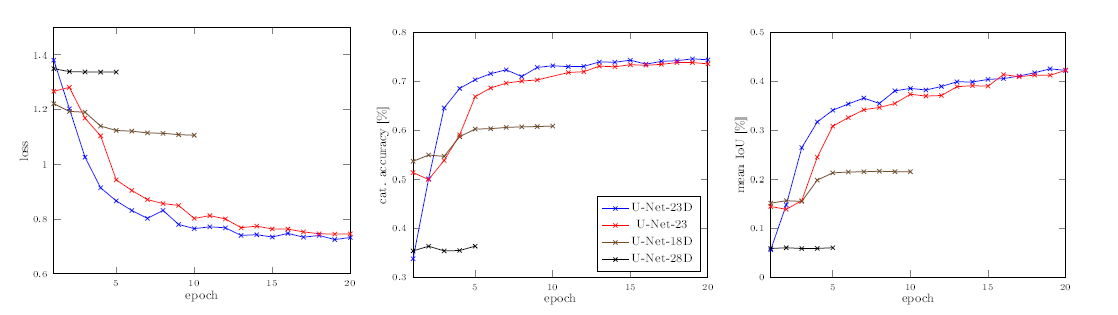 1.4
1.2
1
0.8
0.6
loss
5
10
15
20
epoch
0.8
0.7
0.6
0.5
0.4
0.3
cat. accuracy [%]
5
10
15
20
epoch
U-Net-23D
U-Net-23
U-Net-18D
U-Net-28D
0.5
0.4
0.3
0.2
0.1
0
mean IoU [%]
5
10
15
20
epoch